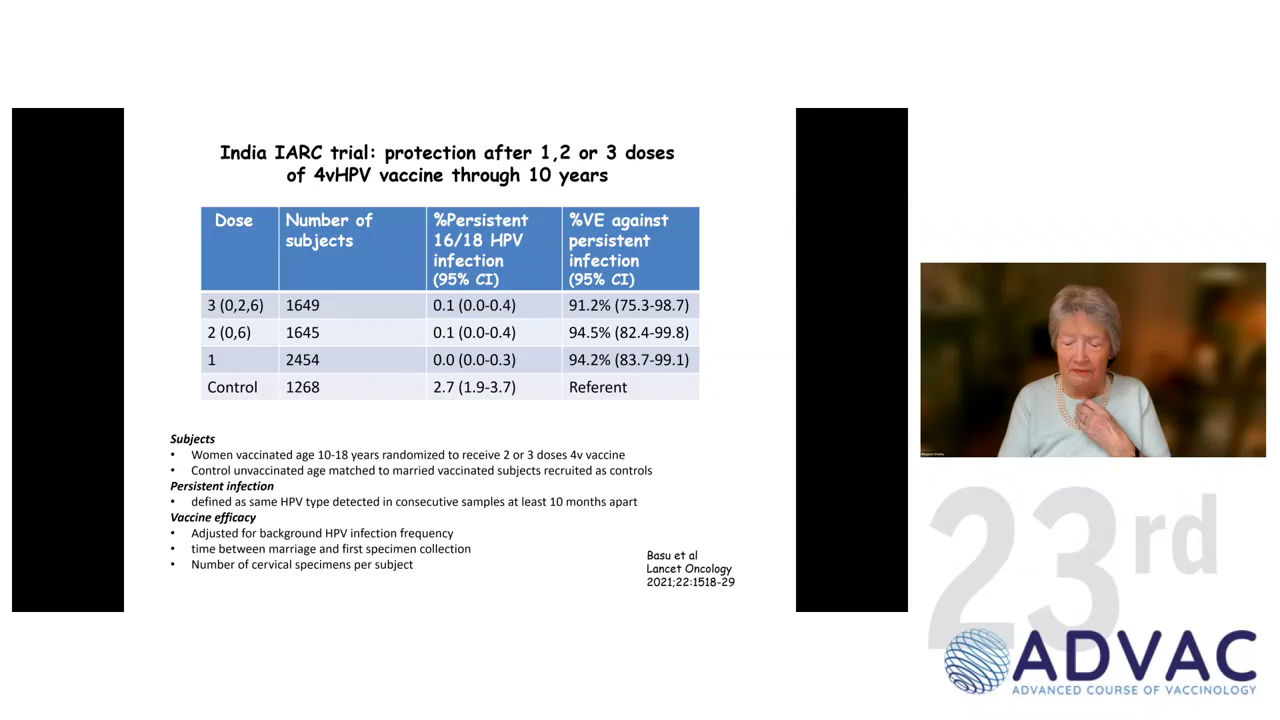 India IARC trial: protection after 1,2 or 3 doses
of 4vHPV vaccine through 10 years
Dose
Number of
subjects
%Persistent
16/18 HPV
infection
(95% CI)
%VE against
persistent
infection
(95% CI)
3 (0,2,6) 1649 0.1 (0.0-0.4) 91.2% (75.3-98.7)
2 (0,6) 1645 0.1 (0.0-0.4) 94.5% (82.4-99.8)
1 2454 0.0 (0.0-0.3) 94.2% (83.7-99.1)
Control 1268 2.7 (1.9-3.7) Referent
Subjects
• Women vaccinated age 10-18 years randomized to receive 2 or 3 doses 4v vaccine
• Control unvaccinated age matched to married vaccinated subjects recruited as controls
Persistent infection
• defined as same HPV type detected in consecutive samples at least 10 months apart
Vaccine efficacy
• Adjusted for background HPV infection frequency
• time between marriage and first specimen collection
• Number of cervical specimens per subject
Basu et al
Lancet Oncology
2021;22:1518-29
23rd
ADVAC
ADVANCED COURSE OF VACCINOLOGY